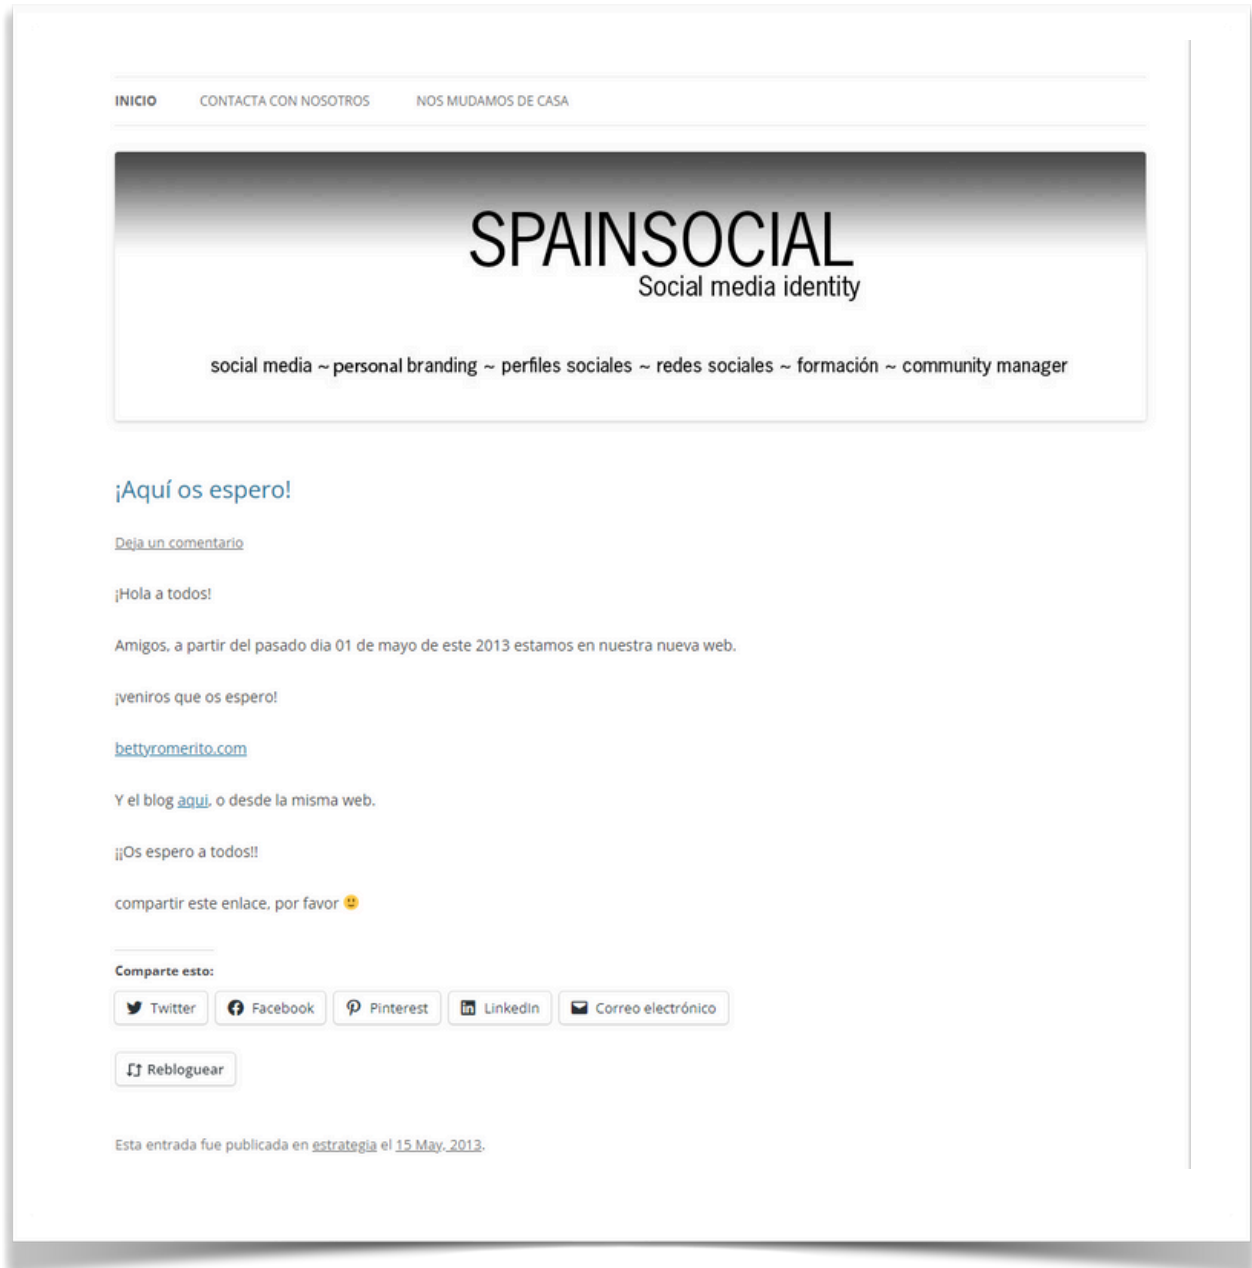 INICIO CONTACTA CON NOSOTROS NOS MUDAMOS DE CASA
SPAINSOCIAL
Social media identity
social media ~ personal branding ~ perfiles sociales ~ redes sociales ~ formación ~ community manager
¡Aquí os espero!
Deja un comentario
¡Hola a todos!
Amigos, a partir del pasado dia 01 de mayo de este 2013 estamos en nuestra nueva web.
¡veniros que os espero!
bettyromerito.com
Y el blog aqui, o desde la misma web.
¡¡Os espero a todos!!
compartir este enlace, por favor 🙂
Comparte esto:
Twitter Facebook Pinterest LinkedIn Correo electrónico
Rebloguear
Esta entrada fue publicada en estrategia el 15 May, 2013.